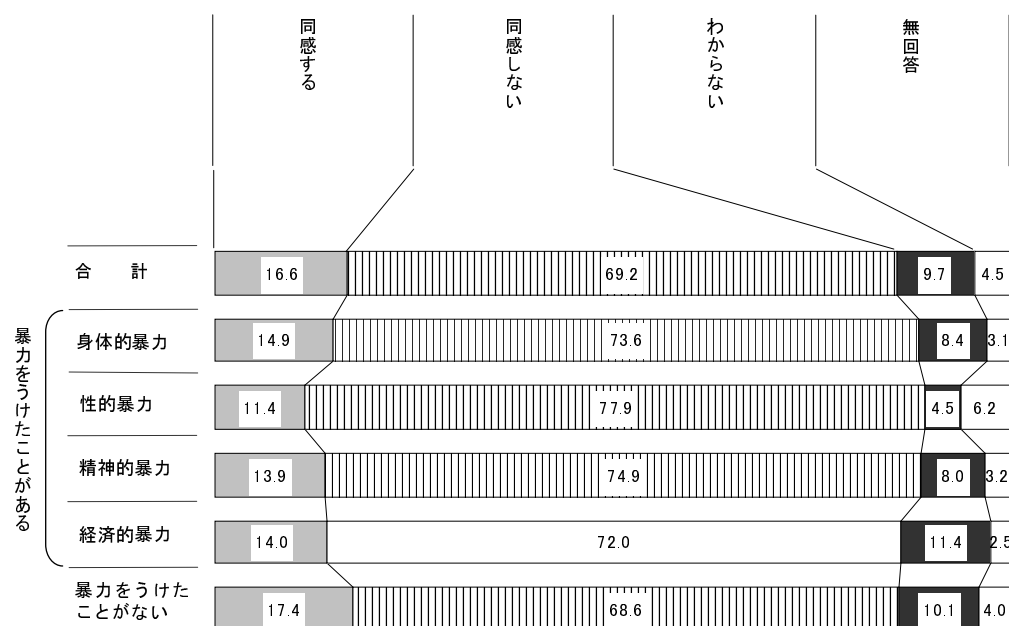 同感する
同感しない
わからない
無回答
合　計
16.6
69.2
9.7
4.5
暴力をうけたことがある
身体的暴力
14.9
73.6
8.4
3.1
性的暴力
11.4
77.9
4.5
6.2
精神的暴力
13.9
74.9
8.0
3.2
経済的暴力
14.0
72.0
11.4
2.5
暴力をうけた
ことがない
17.4
68.6
10.1
4.0